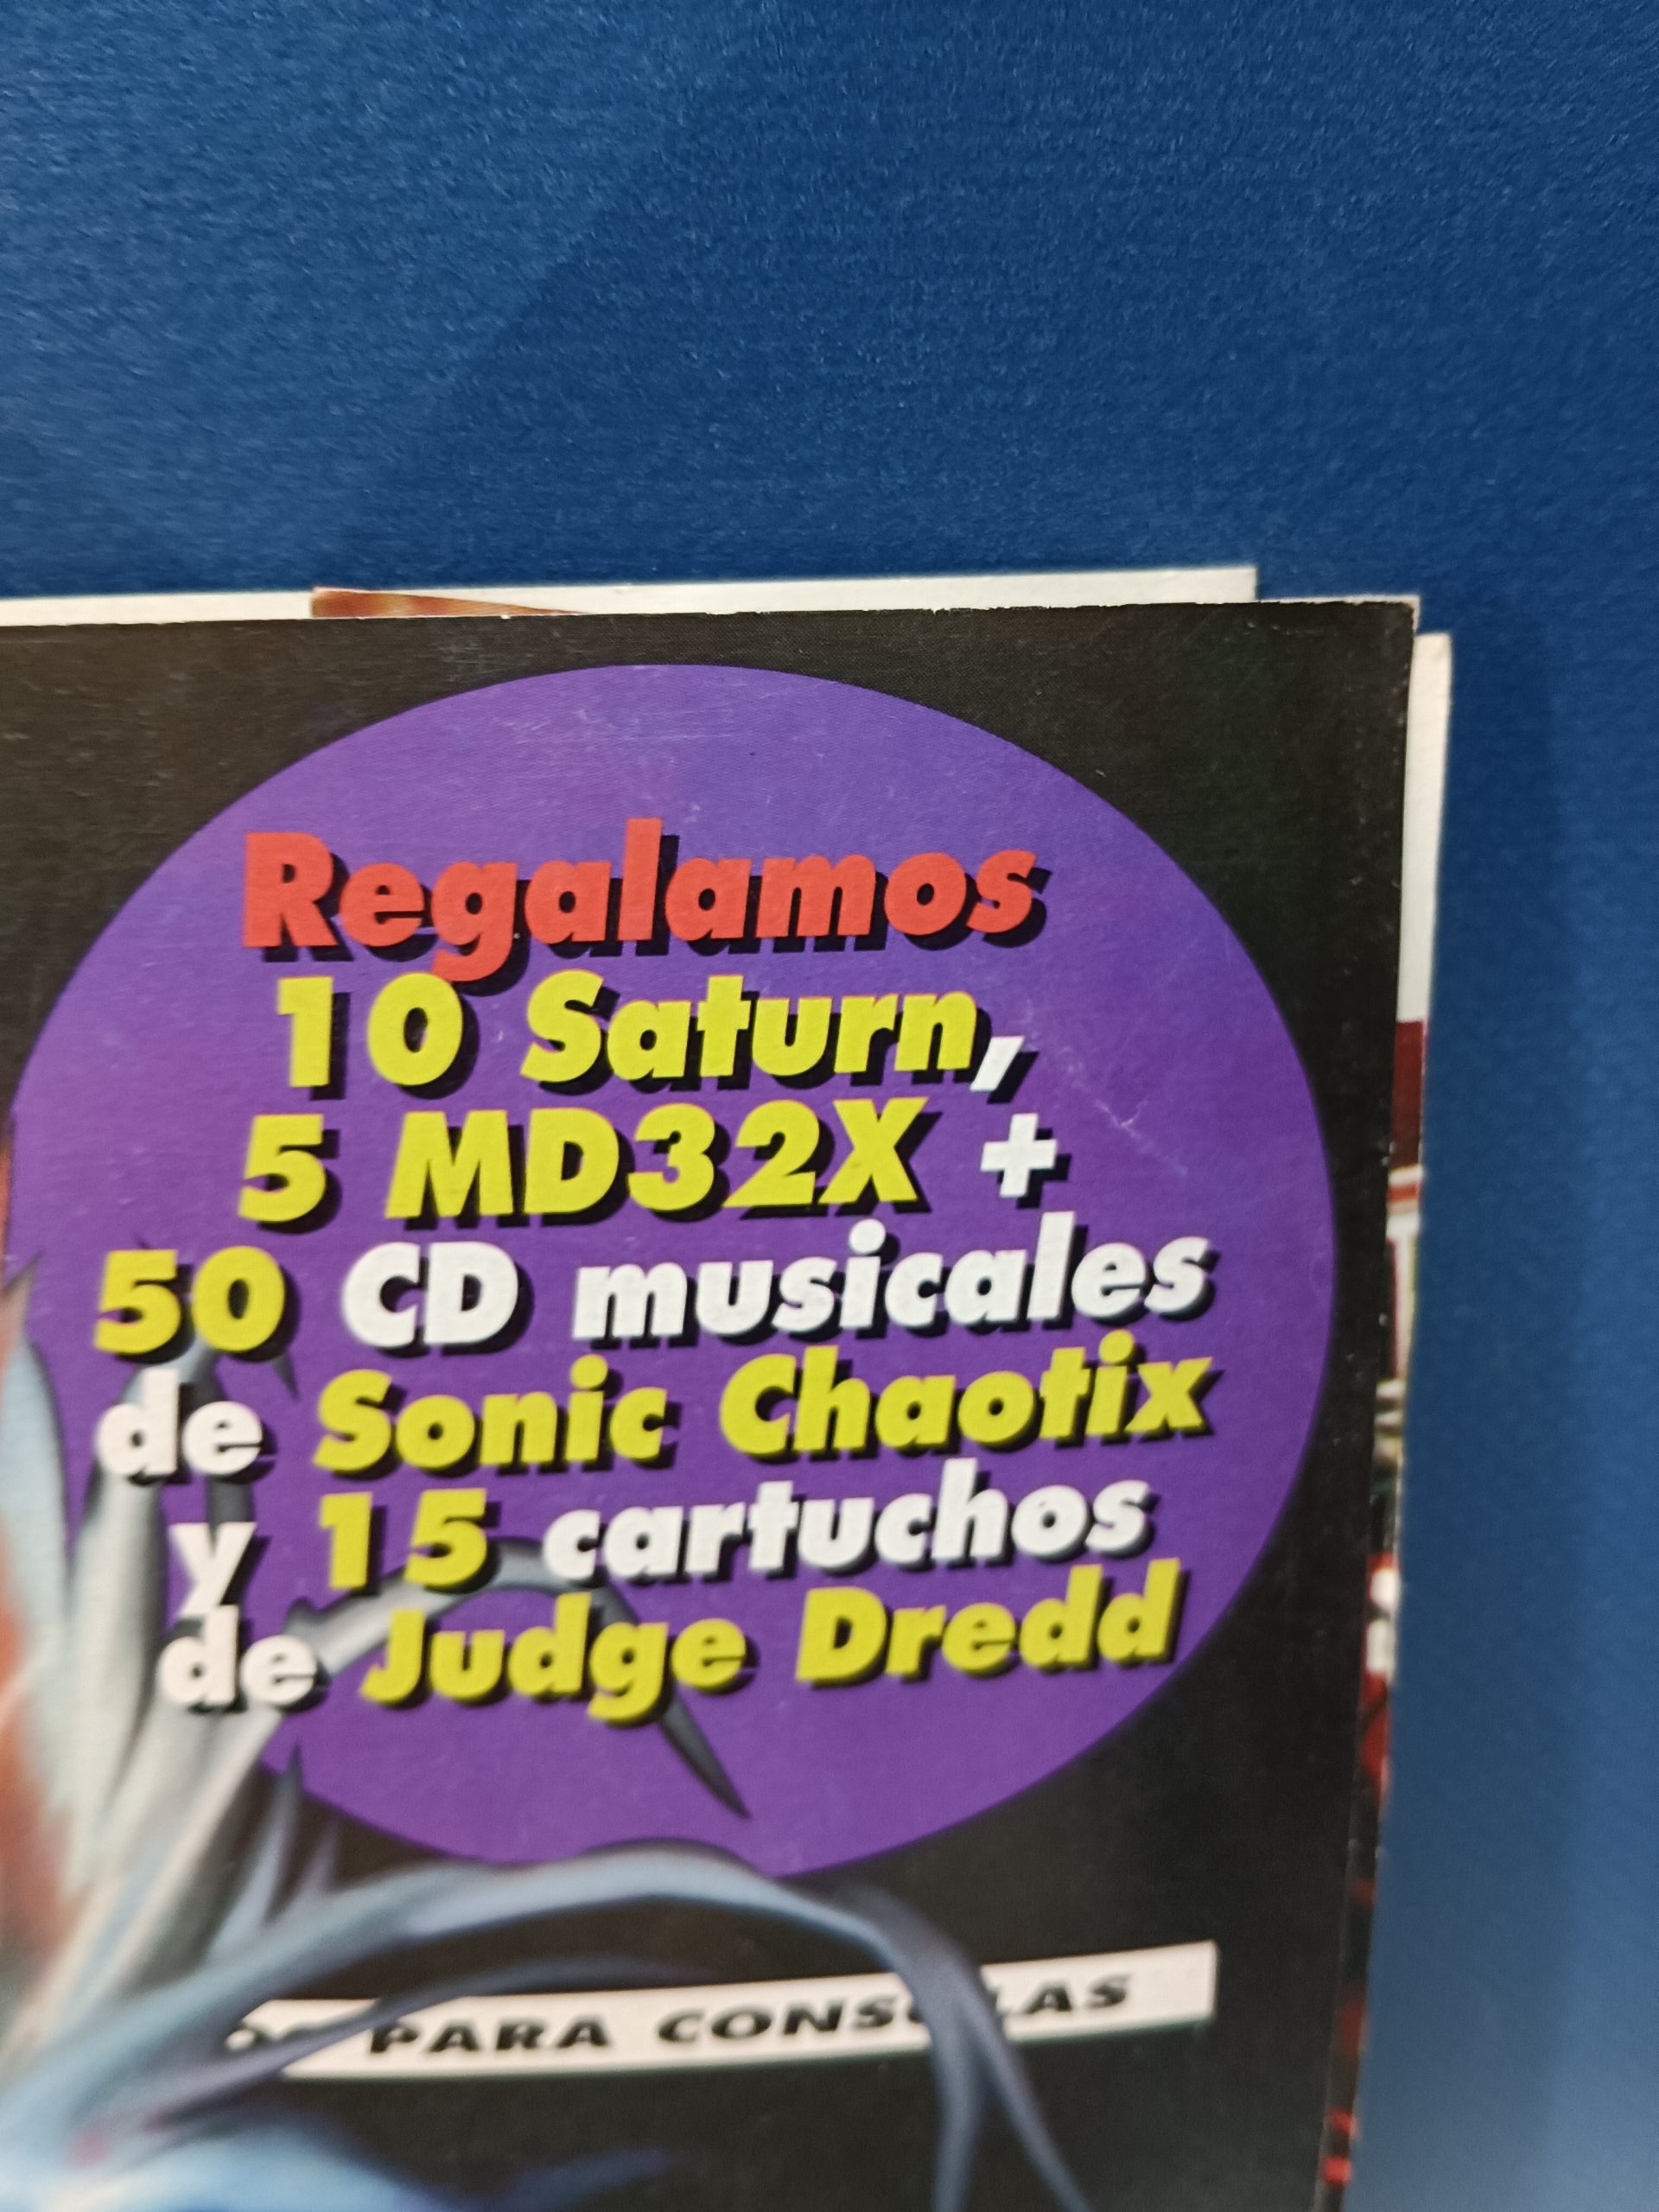 Regalamos
10 Saturn,
5 MD32X +
50 CD musicales
de Sonic Chaotix
y 15 cartuchos
de Judge Dredd
PARA CONSOLAS